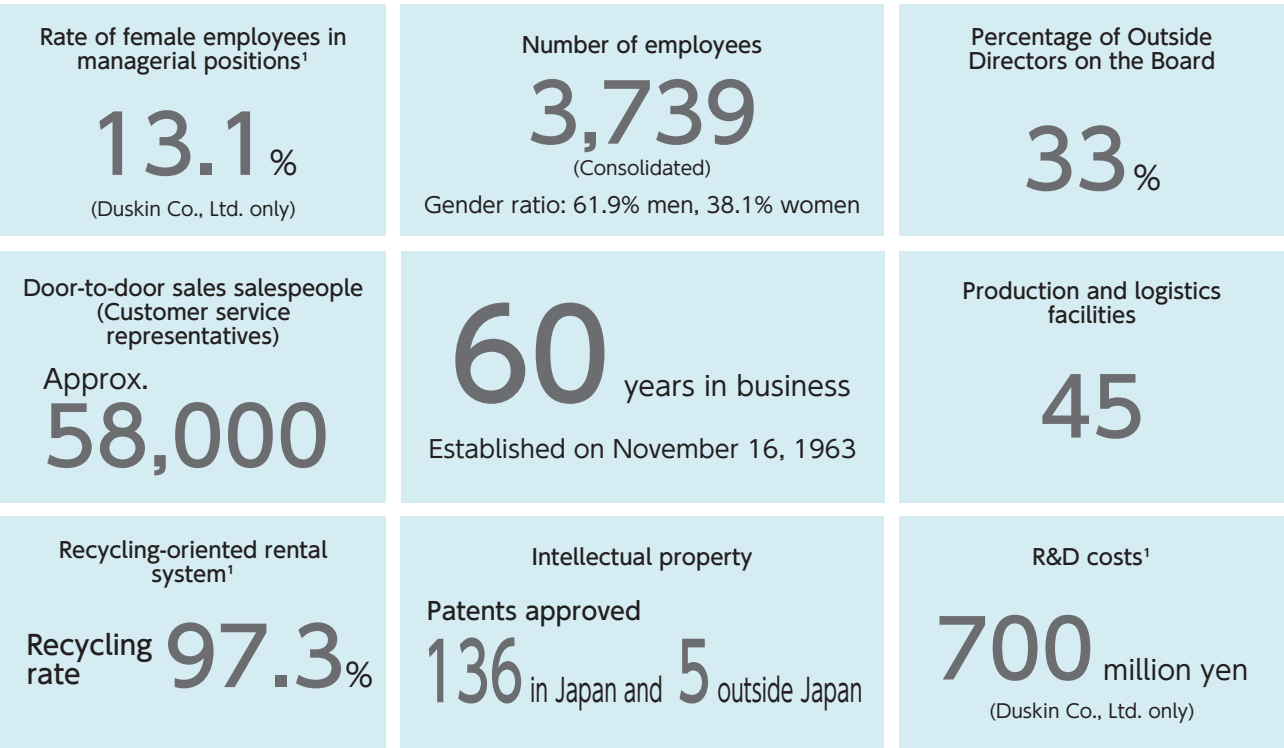 Rate of female employees in
managerial positions¹
13.1 %
(Duskin Co., Ltd. only)
Number of employees
3,739
(Consolidated)
Gender ratio: 61.9% men, 38.1% women
Percentage of Outside
Directors on the Board
33 %
Door-to-door sales salespeople
(Customer service
representatives)
Approx.
58,000
60 years in business
Established on November 16, 1963
Production and logistics
facilities
45
Recycling-oriented rental
system¹
Recycling
rate 97.3 %
Intellectual property
Patents approved
136 in Japan and 5 outside Japan
R&D costs¹
700 million yen
(Duskin Co., Ltd. only)